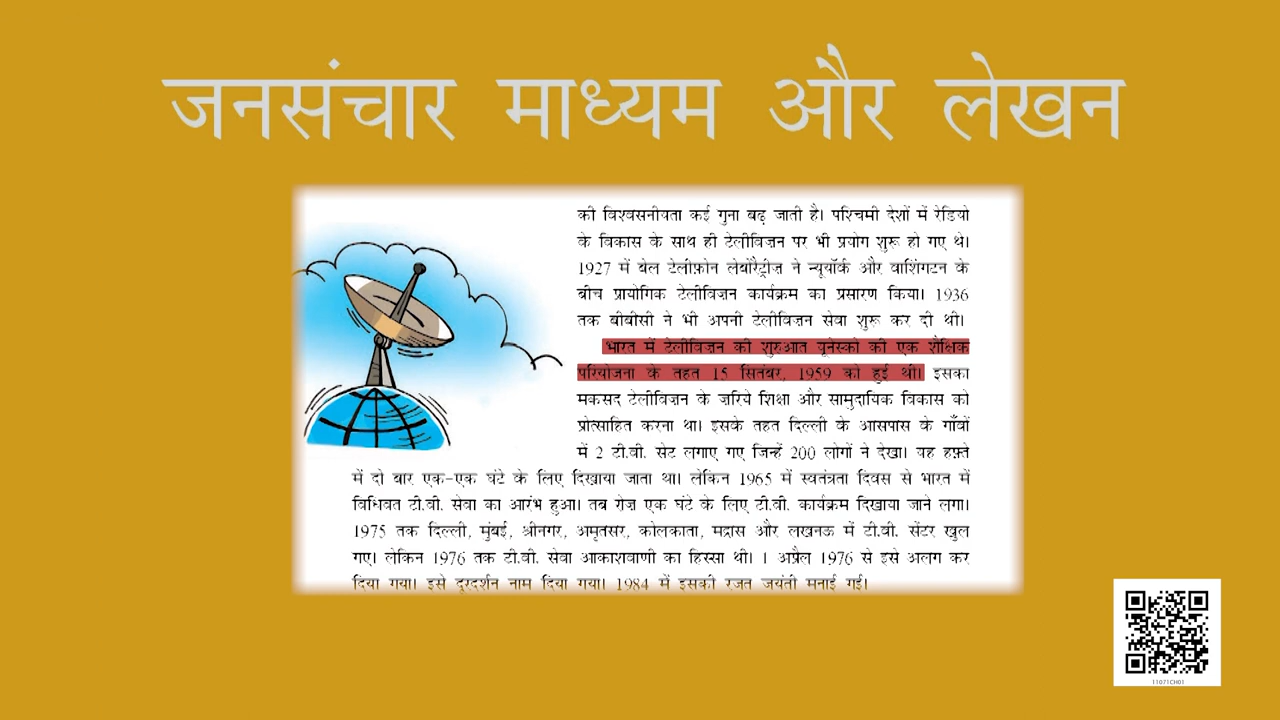 जनसंचार माध्यम और लेखन
की विश्वसनीयता कई गुना बढ़ जाती है। पश्चिमी देशों में रेडियो
के विकास के साथ ही टेलीविज़न पर भी प्रयोग शुरू हो गए थे।
1927 में बेल टेलीफ़ोन लेबोरैट्रीज़ ने न्यूयॉर्क और वाशिंगटन के
बीच प्रायोगिक टेलीविज़न कार्यक्रम का प्रसारण किया। 1936
तक बीबीसी ने भी अपनी टेलीविज़न सेवा शुरू कर दी थी।
भारत में टेलीविज़न की शुरुआत यूनेस्को की एक शैक्षिक
परियोजना के तहत 15 सितंबर, 1959 को हुई थी। इसका
मकसद टेलीविज़न के ज़रिये शिक्षा और सामुदायिक विकास को
प्रोत्साहित करना था। इसके तहत दिल्ली के आसपास के गाँवों
में 2 टी.वी. सेट लगाए गए जिन्हें 200 लोगों ने देखा। यह हफ़्ते
में दो बार एक-एक घंटे के लिए दिखाया जाता था। लेकिन 1965 में स्वतंत्रता दिवस से भारत में
विधिवत टी.वी. सेवा का आरंभ हुआ। तब रोज़ एक घंटे के लिए टी.वी. कार्यक्रम दिखाया जाने लगा।
1975 तक दिल्ली, मुंबई, श्रीनगर, अमृतसर, कोलकाता, मद्रास और लखनऊ में टी.वी. सेंटर खुल
गए। लेकिन 1976 तक टी.वी. सेवा आकाशवाणी का हिस्सा थी। 1 अप्रैल 1976 से इसे अलग कर
दिया गया। इसे दूरदर्शन नाम दिया गया। 1984 में इसकी रजत जयंती मनाई गई।
11071CH01